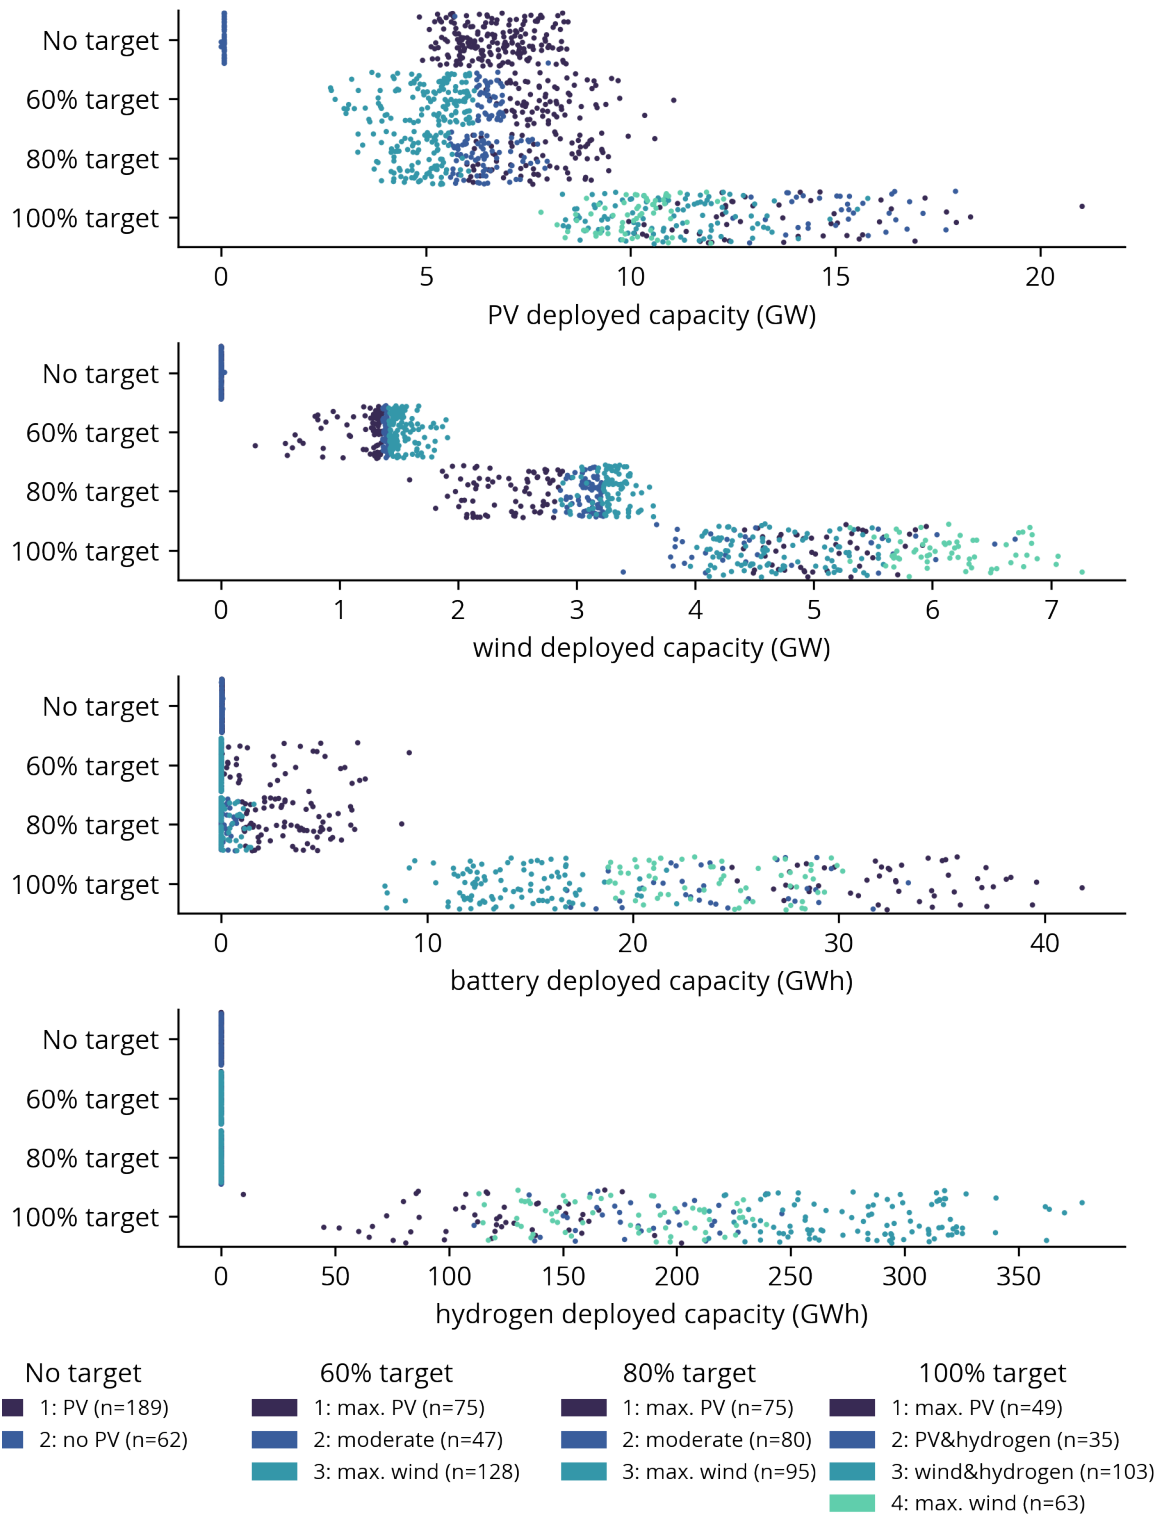 No target
60% target
80% target
100% target
0 5 10 15 20
PV deployed capacity (GW)
No target
60% target
80% target
100% target
0 1 2 3 4 5 6 7
wind deployed capacity (GW)
No target
60% target
80% target
100% target
0 10 20 30 40
battery deployed capacity (GWh)
No target
60% target
80% target
100% target
0 50 100 150 200 250 300 350
hydrogen deployed capacity (GWh)
No target
1: PV (n=189)
2: no PV (n=62)
60% target
1: max. PV (n=75)
2: moderate (n=47)
3: max. wind (n=128)
80% target
1: max. PV (n=75)
2: moderate (n=80)
3: max. wind (n=95)
100% target
1: max. PV (n=49)
2: PV&hydrogen (n=35)
3: wind&hydrogen (n=103)
4: max. wind (n=63)